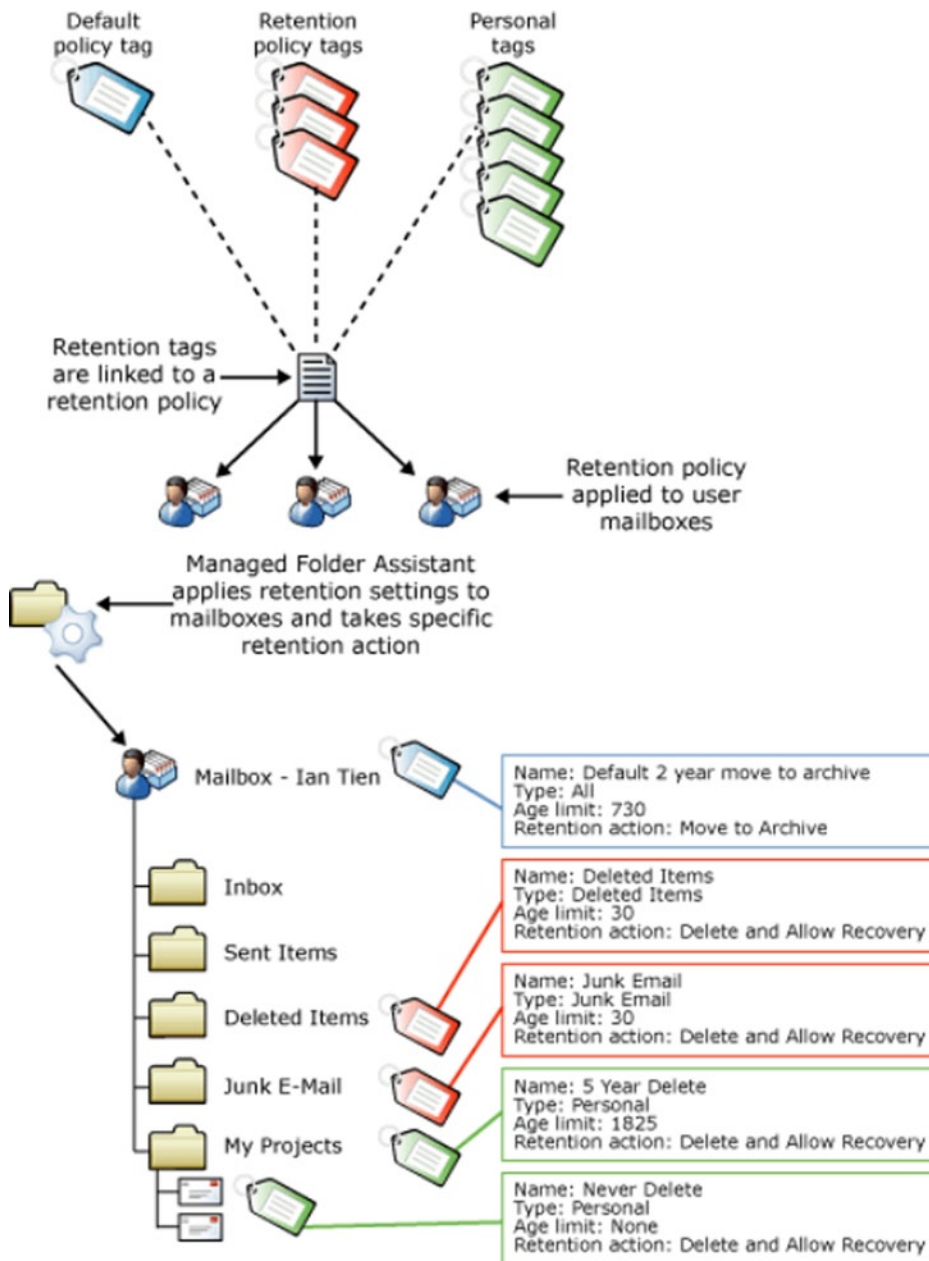 Default
policy tag
Retention
policy tags
Personal
tags
Retention tags
are linked to a
retention policy
Retention policy
applied to user
mailboxes
Managed Folder Assistant
applies retention settings to
mailboxes and takes specific
retention action
Mailbox - Ian Tien
Name: Default 2 year move to archive
Type: All
Age limit: 730
Retention action: Move to Archive
Inbox
Name: Deleted Items
Type: Deleted Items
Age limit: 30
Retention action: Delete and Allow Recovery
Sent Items
Deleted Items
Name: Junk Email
Type: Junk Email
Age limit: 30
Retention action: Delete and Allow Recovery
Junk E-Mail
Name: 5 Year Delete
Type: Personal
Age limit: 1825
Retention action: Delete and Allow Recovery
My Projects
Name: Never Delete
Type: Personal
Age limit: None
Retention action: Delete and Allow Recovery